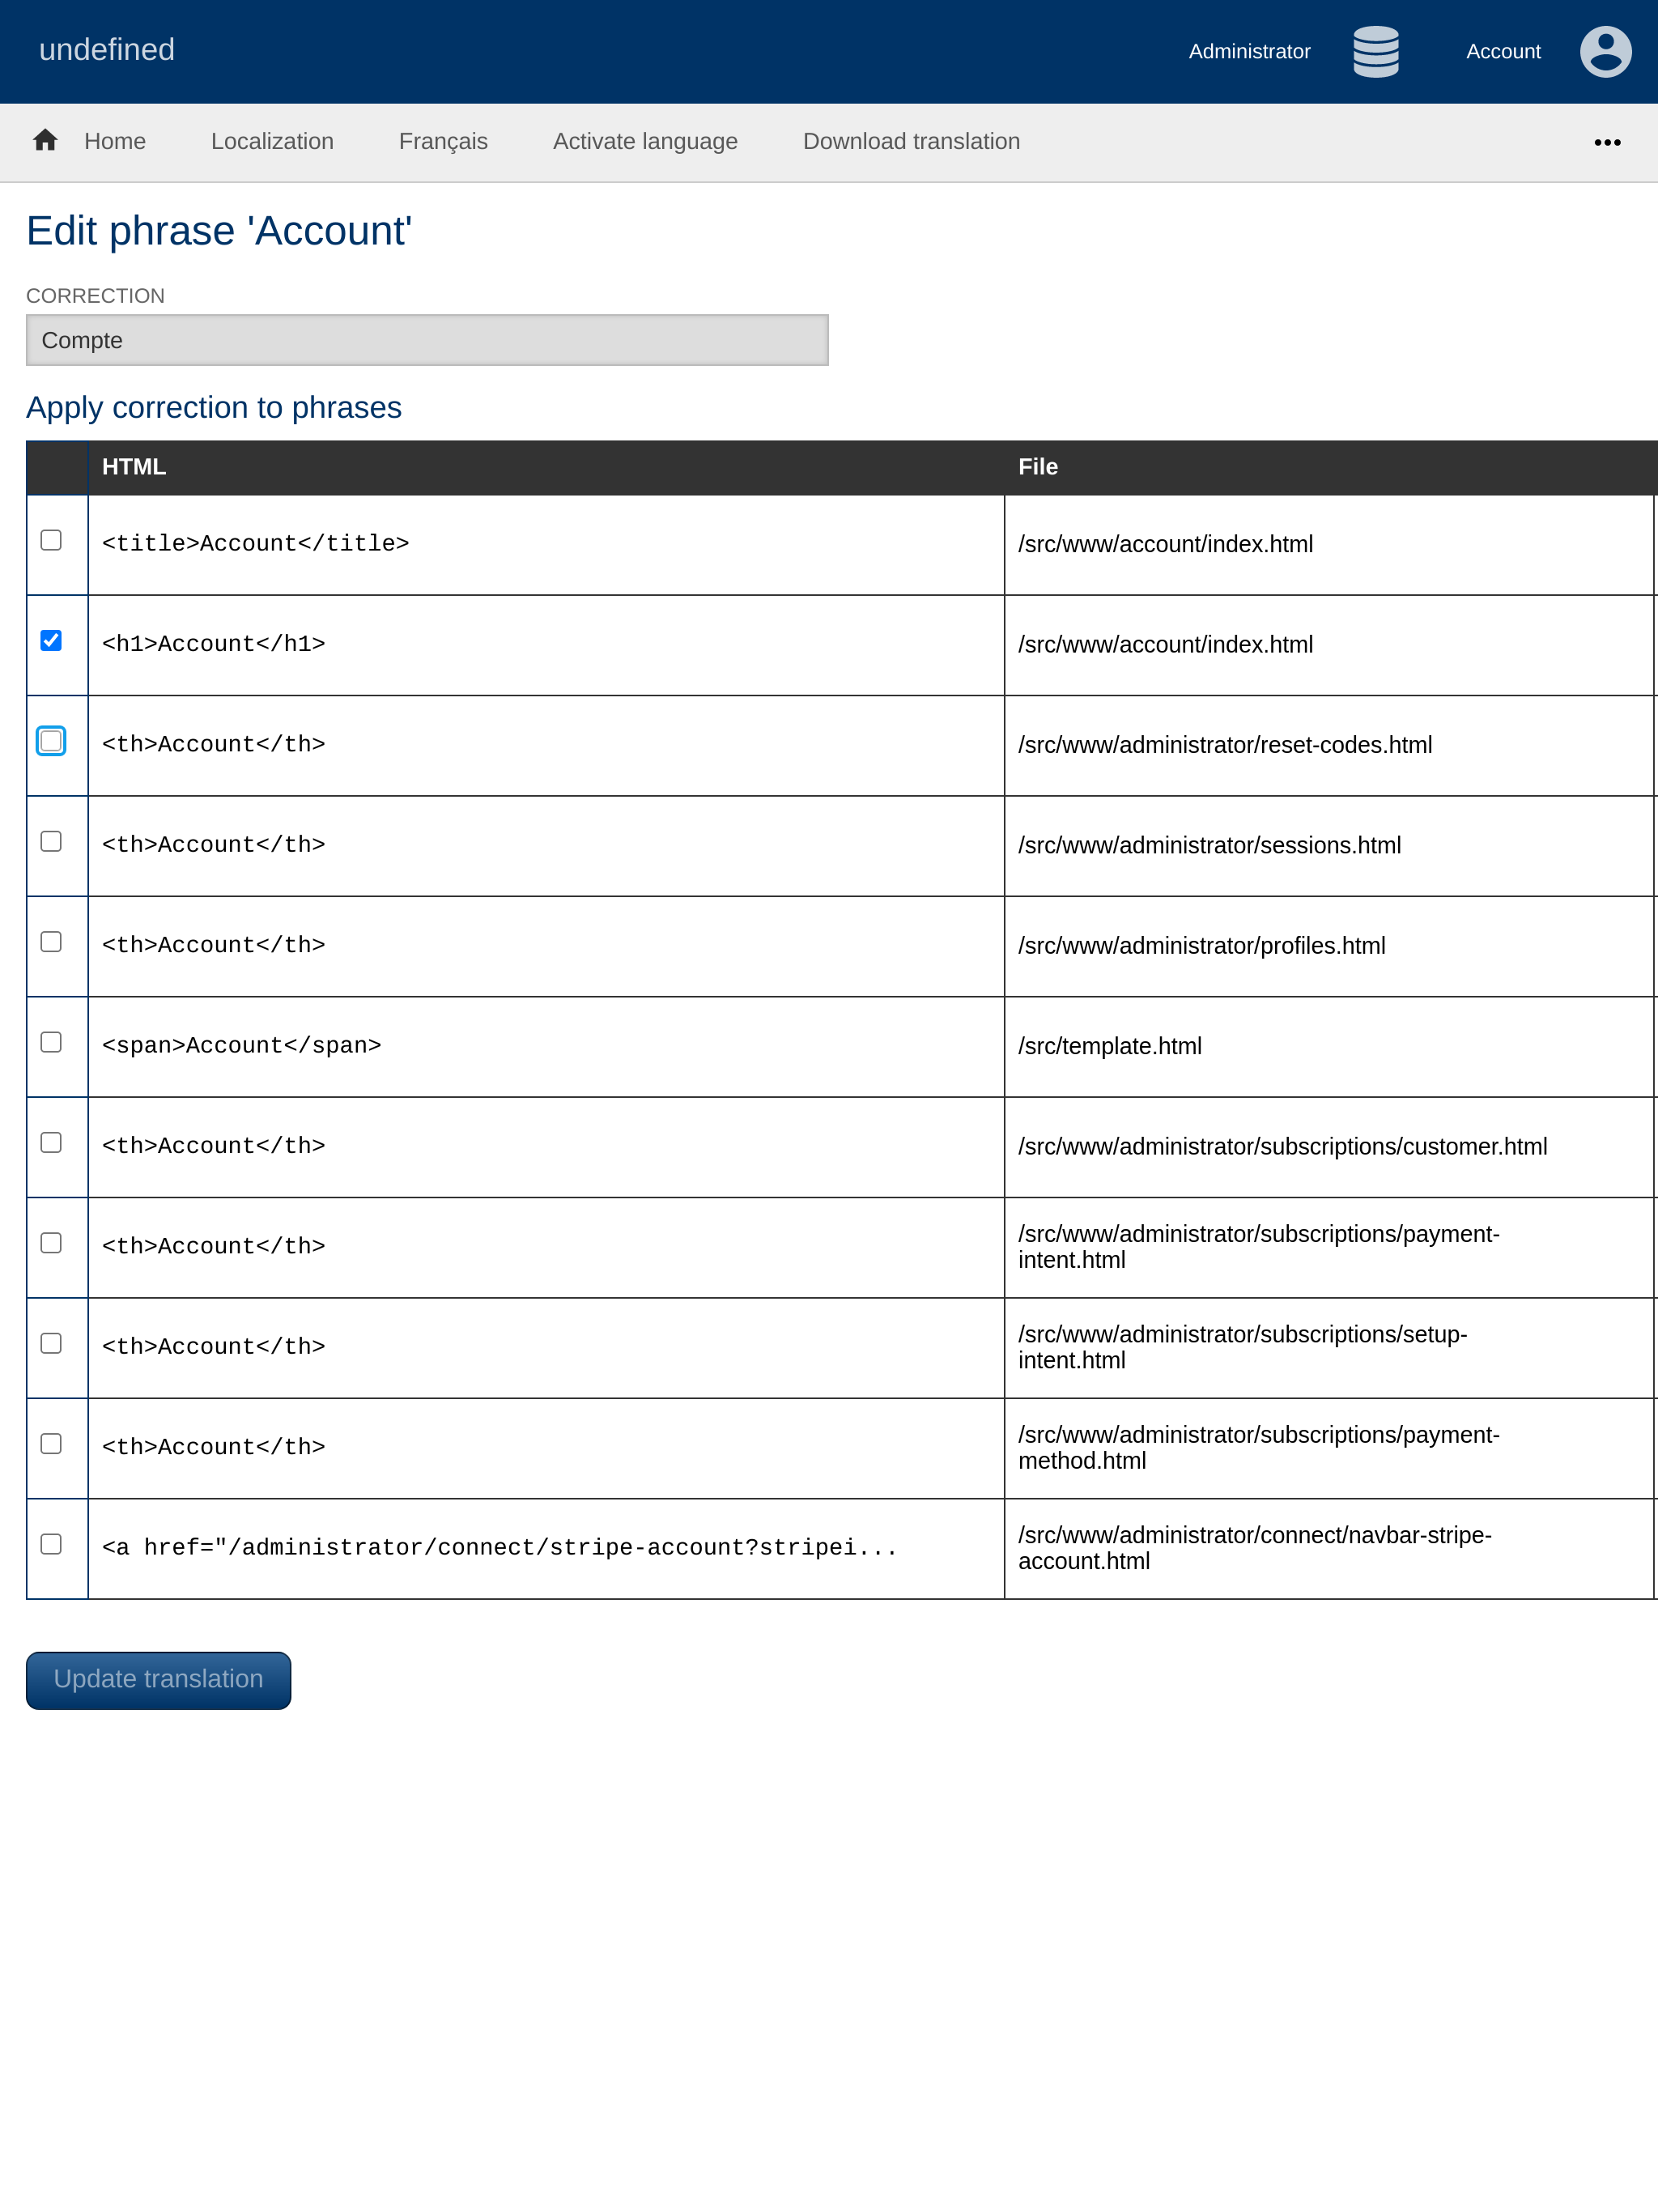 undefined
Administrator
Account
Home
Localization
Français
Activate language
Download translation
•••
Edit phrase 'Account'
CORRECTION
Compte
Apply correction to phrases
HTML
File
<title>Account</title>
/src/www/account/index.html
<h1>Account</h1>
/src/www/account/index.html
<th>Account</th>
/src/www/administrator/reset-codes.html
<th>Account</th>
/src/www/administrator/sessions.html
<th>Account</th>
/src/www/administrator/profiles.html
<span>Account</span>
/src/template.html
<th>Account</th>
/src/www/administrator/subscriptions/customer.html
<th>Account</th>
/src/www/administrator/subscriptions/payment-
intent.html
<th>Account</th>
/src/www/administrator/subscriptions/setup-
intent.html
<th>Account</th>
/src/www/administrator/subscriptions/payment-
method.html
<a href="/administrator/connect/stripe-account?stripei...
/src/www/administrator/connect/navbar-stripe-
account.html
Update translation